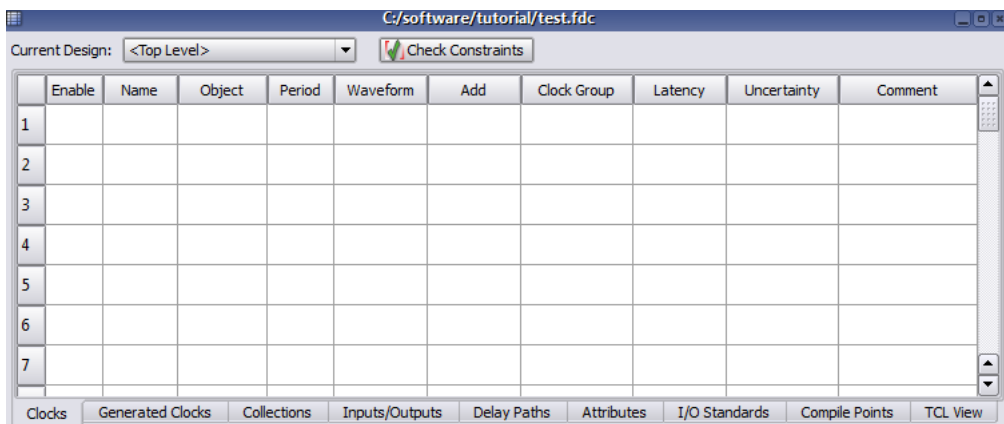 C:/software/tutorial/test.fdc
Current Design: <Top Level> Check Constraints
Enable Name Object Period Waveform Add Clock Group Latency Uncertainty Comment
1
2
3
4
5
6
7
Clocks Generated Clocks Collections Inputs/Outputs Delay Paths Attributes I/O Standards Compile Points TCL View